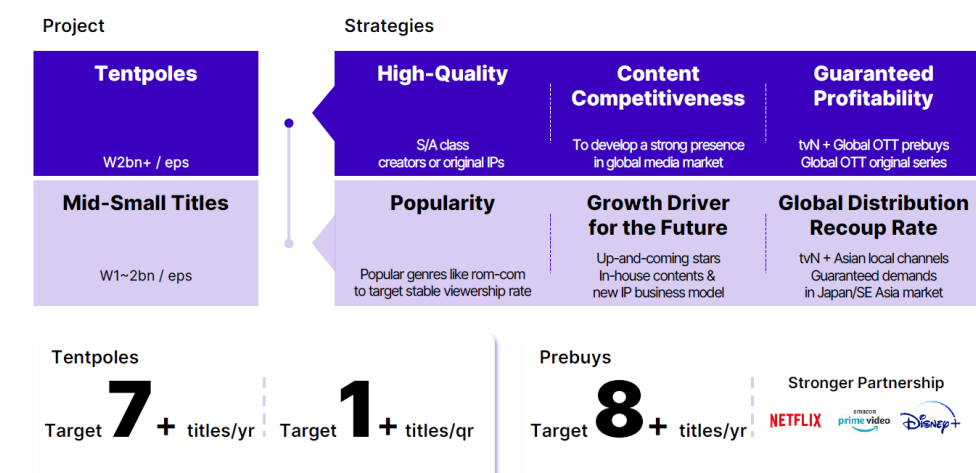 Project
Strategies
Tentpoles
W2bn+ / eps
High-Quality
S/A class
creators or original IPs
Content
Competitiveness
To develop a strong presence
in global media market
Guaranteed
Profitability
tvN + Global OTT prebuys
Global OTT original series
Mid-Small Titles
W1~2bn / eps
Popularity
Popular genres like rom-com
to target stable viewership rate
Growth Driver
for the Future
Up-and-coming stars
In-house contents &
new IP business model
Global Distribution
Recoup Rate
tvN + Asian local channels
Guaranteed demands
in Japan/SE Asia market
Tentpoles
Target 7+ titles/yr
Target 1+ titles/qr
Prebuys
Target 8+ titles/yr
Stronger Partnership
NETFLIX
amazon
prime video
Disney+